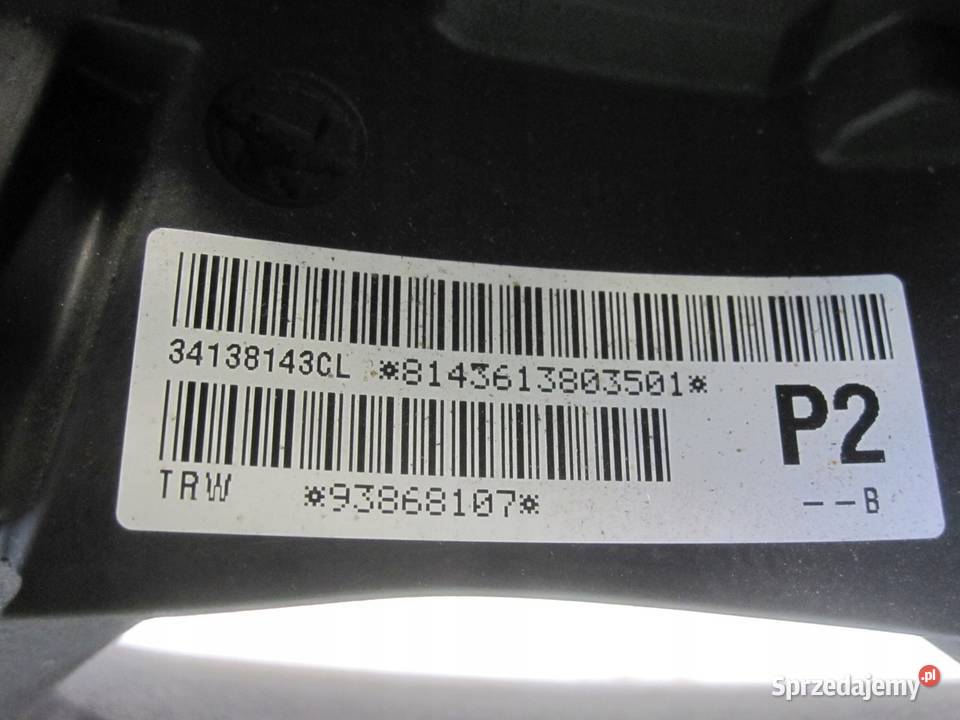 34138143CL *8143613803501*
TRW *93868107*
P2
--B
Sprzedajemy.pl